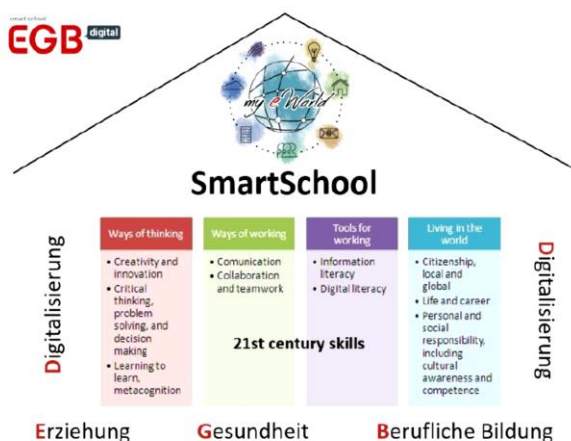 smart school
EGB digital
my eWorld
SmartSchool
Digitalisierung
Digitalisierung
Ways of thinking
• Creativity and
innovation
• Critical
thinking,
problem
solving, and
decision
making
• Learning to
learn,
metacognition
Ways of working
• Comunication
• Collaboration
and teamwork
Tools for
working
• Information
literacy
• Digital literacy
Living in the
world
• Citizenship,
local and
global
• Life and career
• Personal and
social
responsibility,
including
cultural
awareness and
competence
21st century skills
Erziehung
Gesundheit
Berufliche Bildung